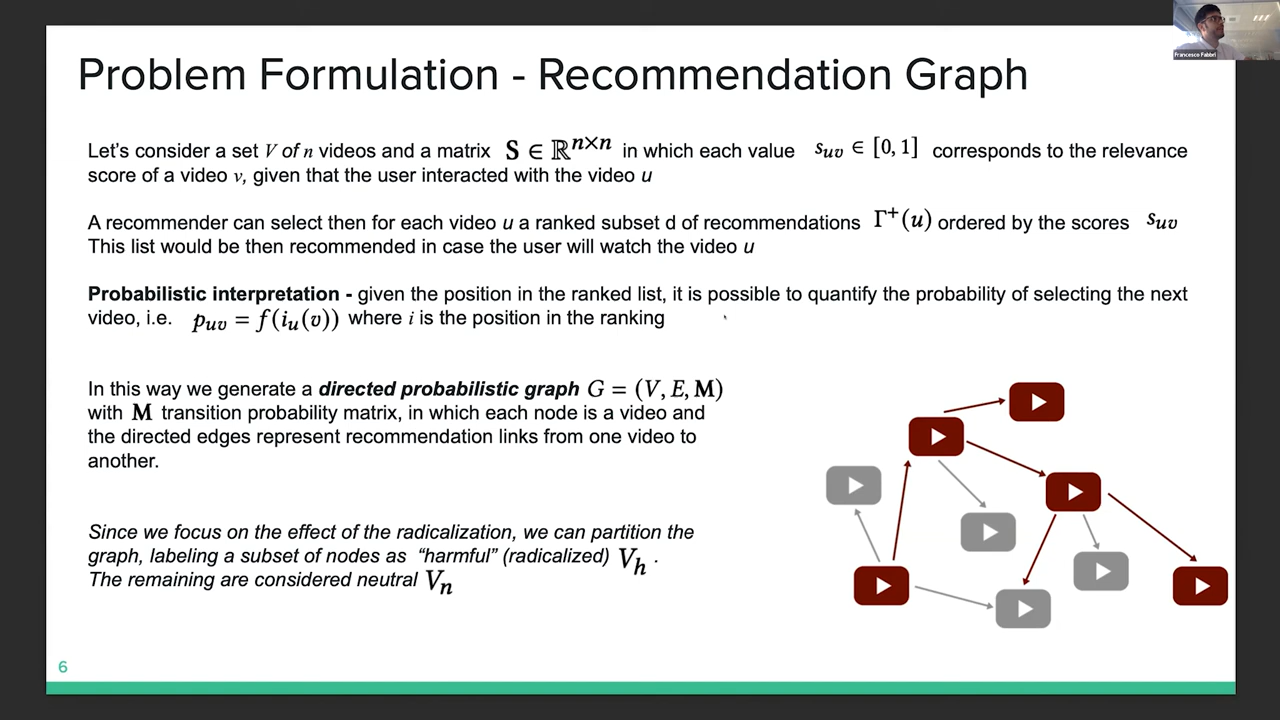 Francesco Fabbri
Problem Formulation - Recommendation Graph
Let's consider a set V of n videos and a matrix S ∈ ℝⁿˣⁿ in which each value s_uv ∈ [0, 1] corresponds to the relevance
score of a video v, given that the user interacted with the video u
A recommender can select then for each video u a ranked subset d of recommendations Γ⁺(u) ordered by the scores s_uv
This list would be then recommended in case the user will watch the video u
Probabilistic interpretation - given the position in the ranked list, it is possible to quantify the probability of selecting the next
video, i.e. p_uv = f(i_u(v)) where i is the position in the ranking
In this way we generate a directed probabilistic graph G = (V, E, M)
with M transition probability matrix, in which each node is a video and
the directed edges represent recommendation links from one video to
another.
Since we focus on the effect of the radicalization, we can partition the
graph, labeling a subset of nodes as “harmful” (radicalized) V_h .
The remaining are considered neutral V_n
6